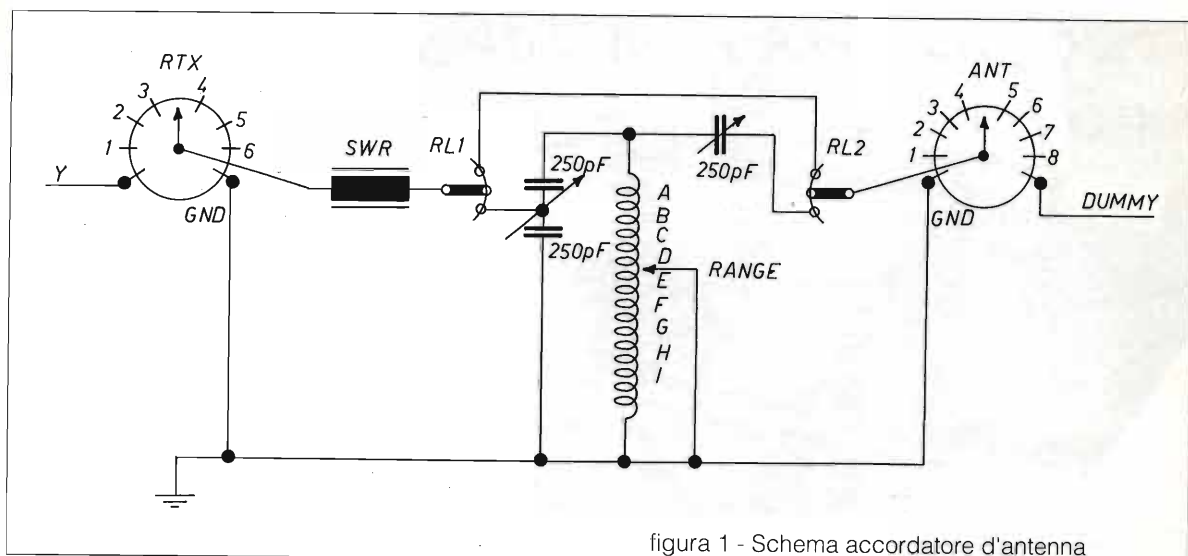 RTX
1 2 3 4 5 6
Y
GND
SWR
RL1
250pF
250pF
A
B
C
D
E
F
G
H
I
RANGE
250pF
RL2
ANT
1 2 3 4 5 6 7 8
GND
DUMMY
figura 1 - Schema accordatore d'antenna